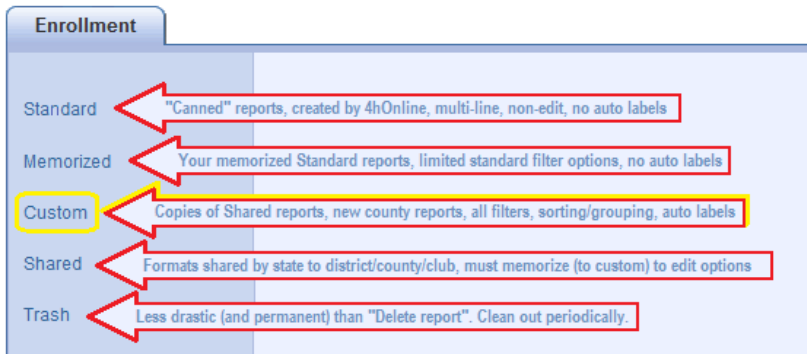 Enrollment
Standard "Canned" reports, created by 4hOnline, multi-line, non-edit, no auto labels
Memorized Your memorized Standard reports, limited standard filter options, no auto labels
Custom Copies of Shared reports, new county reports, all filters, sorting/grouping, auto labels
Shared Formats shared by state to district/county/club, must memorize (to custom) to edit options
Trash Less drastic (and permanent) than "Delete report". Clean out periodically.